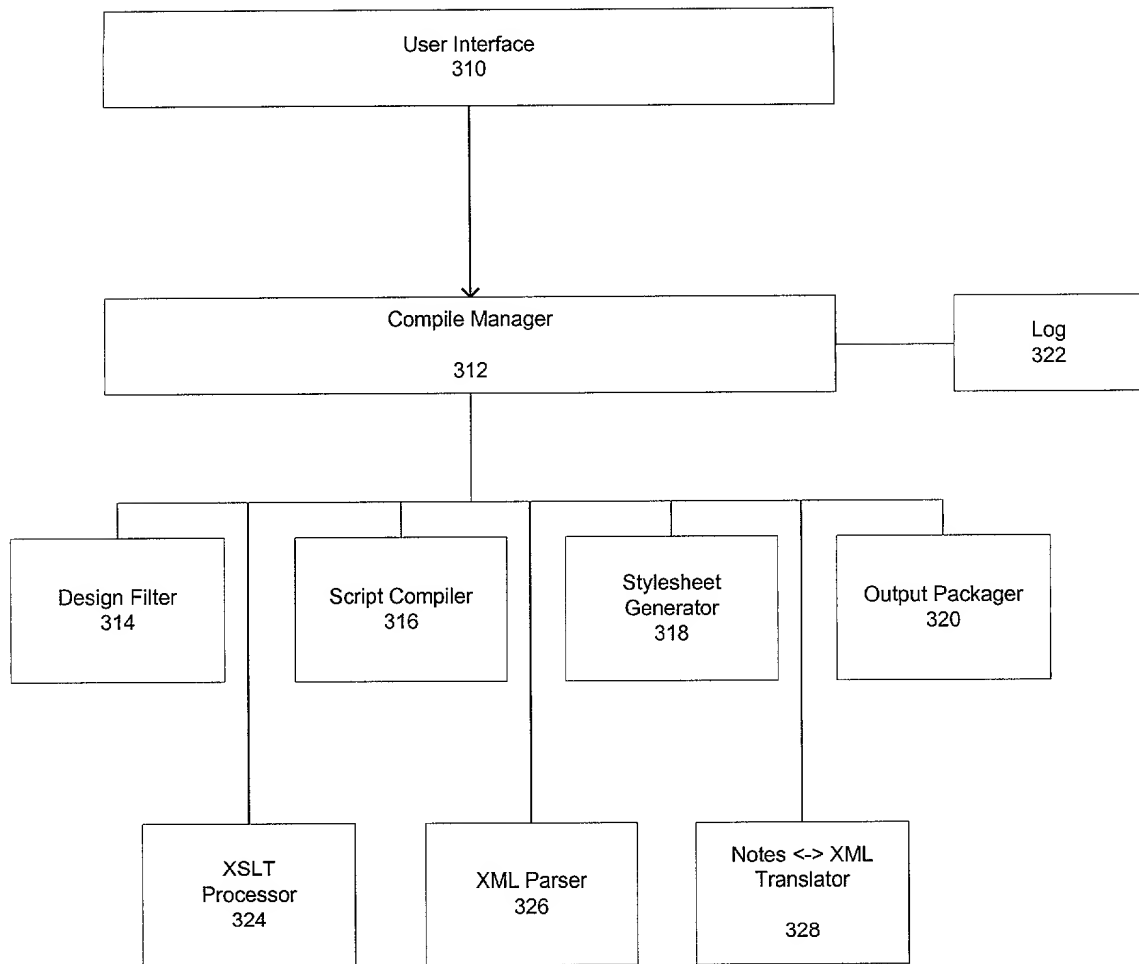 User Interface
310
Compile Manager
312
Log
322
Design Filter
314
Script Compiler
316
Stylesheet
Generator
318
Output Packager
320
XSLT
Processor
324
XML Parser
326
Notes <-> XML
Translator
328